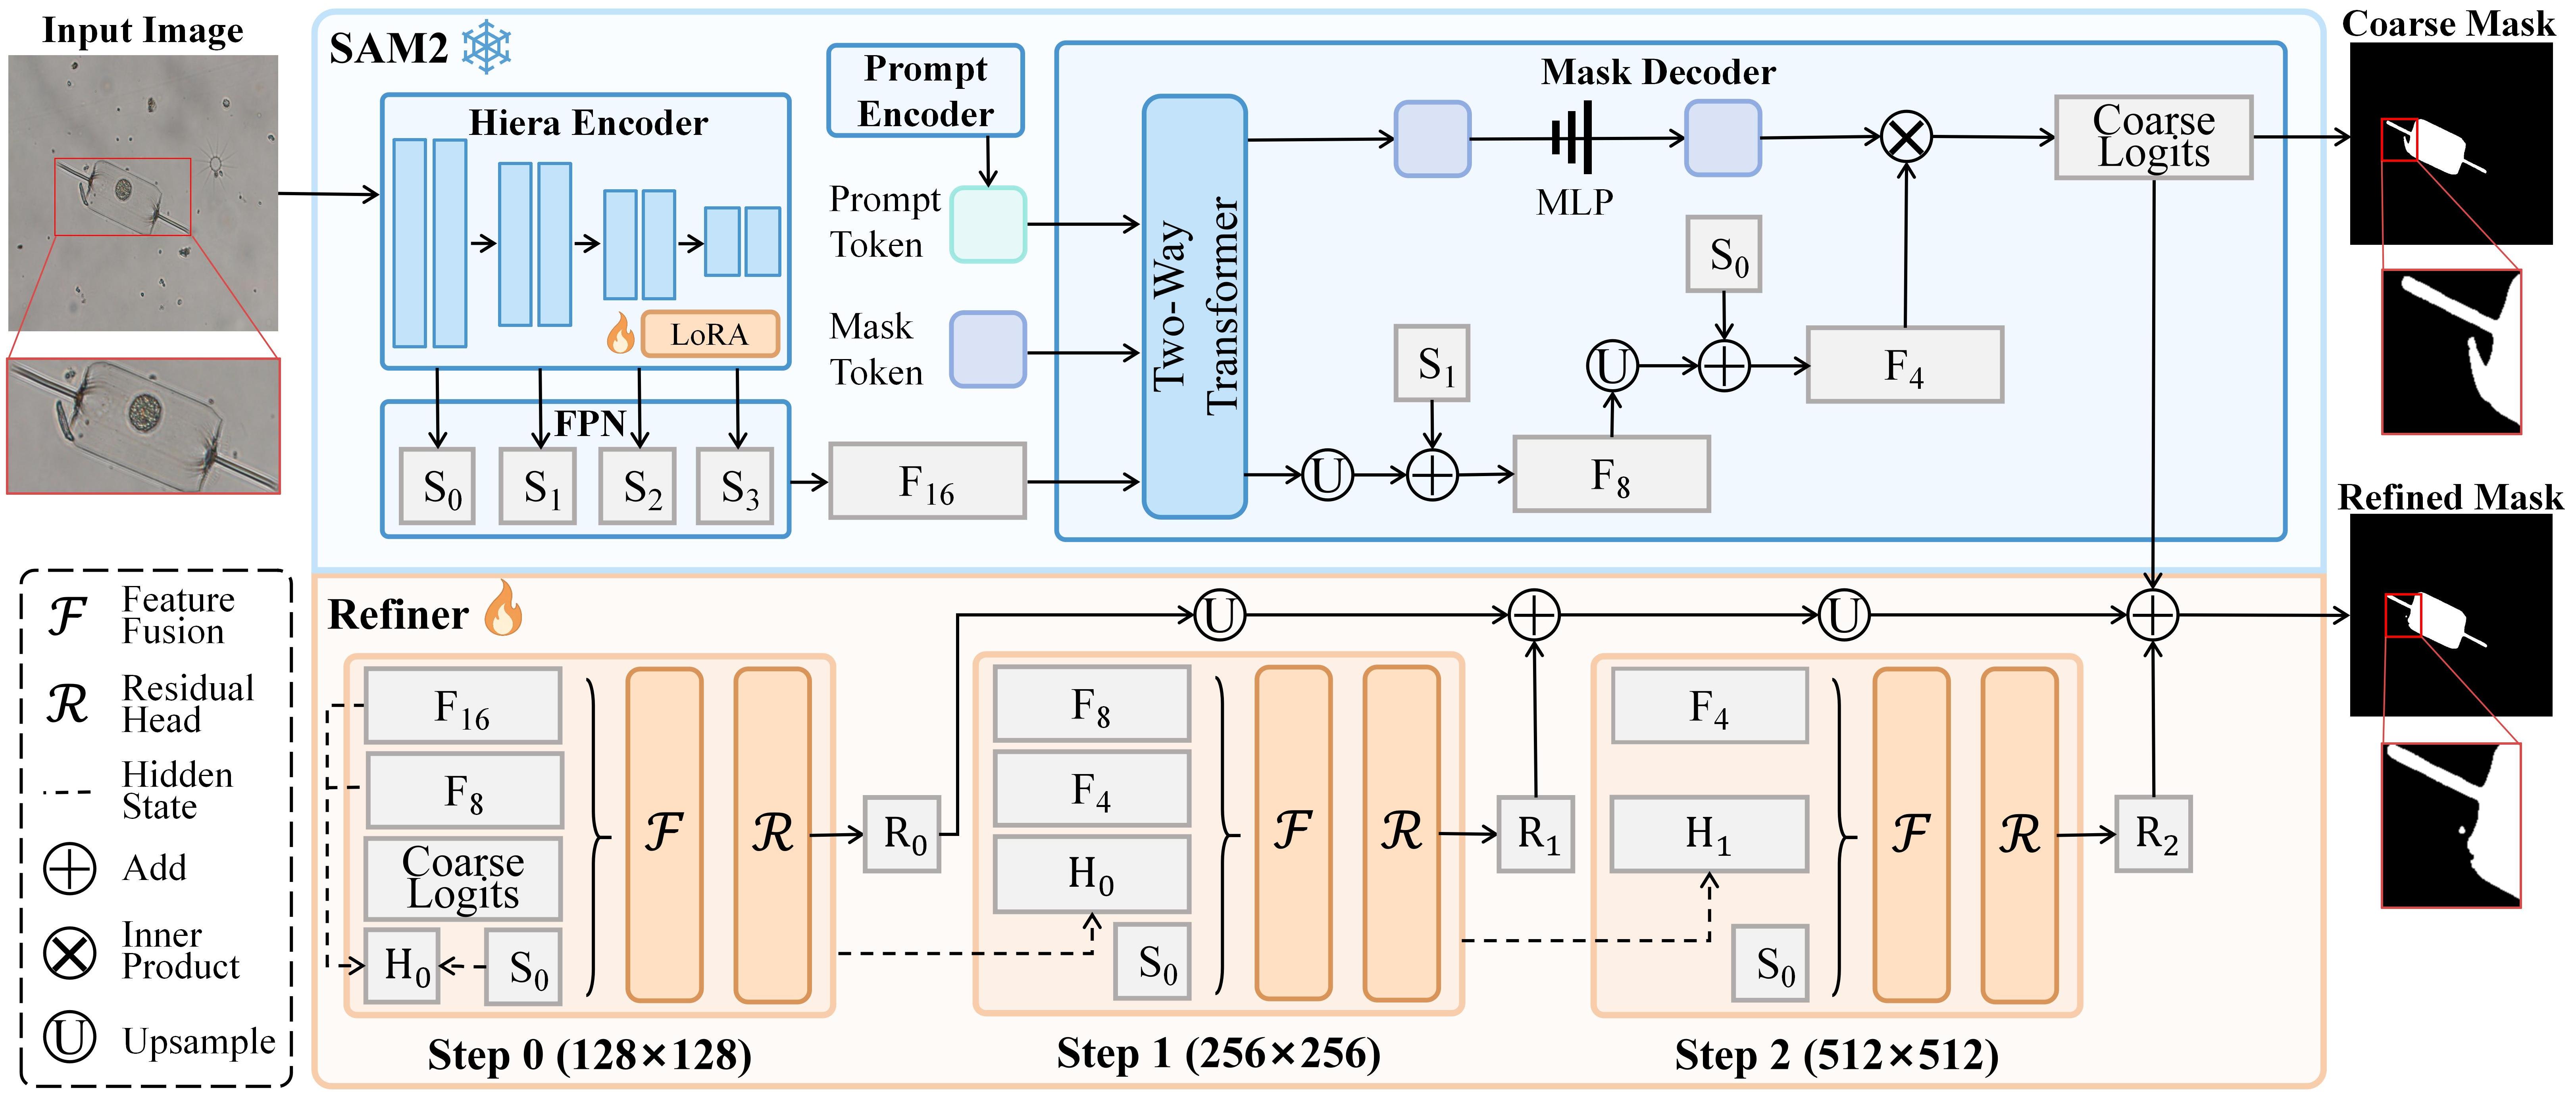 Input Image
SAM2
Hiera Encoder
LoRA
FPN
S0
S1
S2
S3
Prompt
Encoder
Prompt
Token
Mask
Token
F16
Mask Decoder
Two-Way
Transformer
MLP
S1
S0
U
U
F8
F4
Coarse
Logits
Coarse Mask
Refined Mask
ℱ Feature
Fusion
ℛ Residual
Head
Hidden
State
Add
Inner
Product
U Upsample
Refiner
U
U
F16
F8
Coarse
Logits
H0
S0
ℱ
ℛ
R0
Step 0 (128×128)
F8
F4
H0
S0
ℱ
ℛ
R1
Step 1 (256×256)
F4
H1
S0
ℱ
ℛ
R2
Step 2 (512×512)